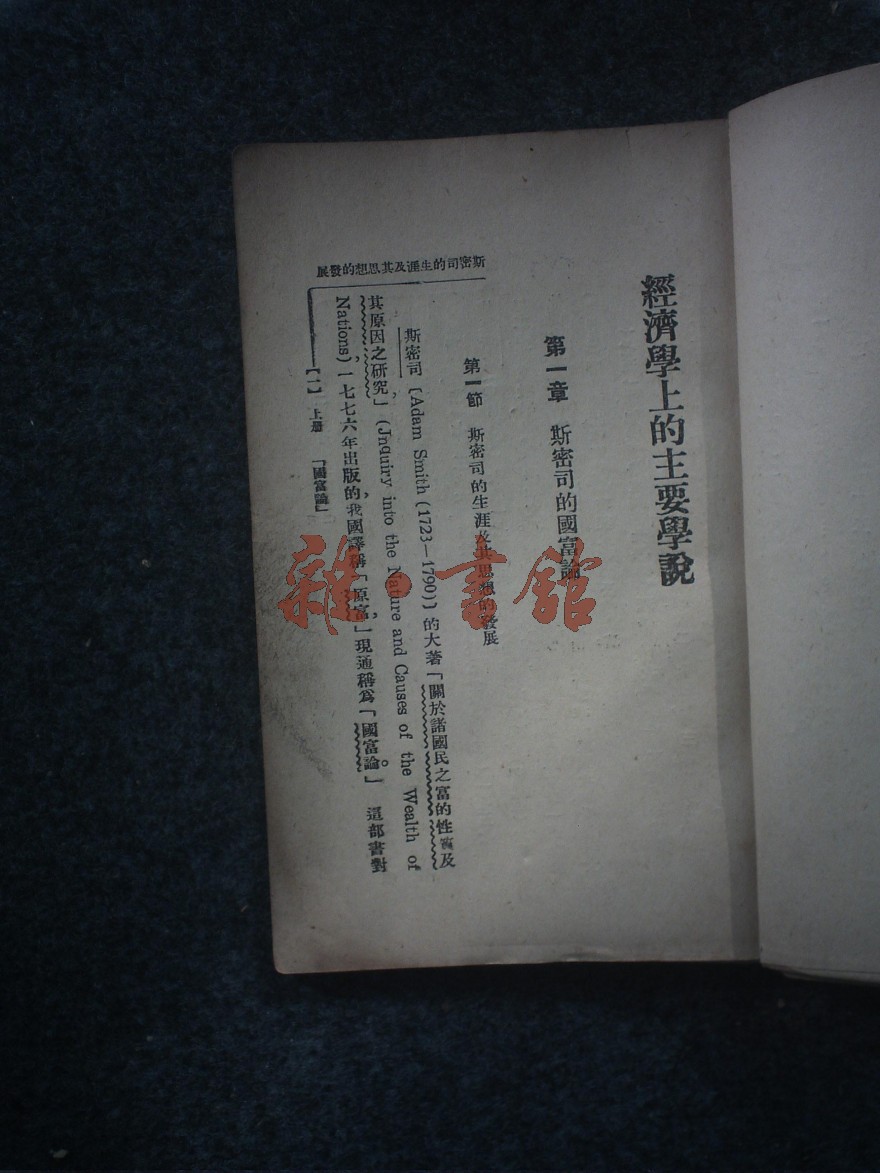 經濟學上的主要學說
第一章 斯密司的國富論
第一節 斯密司的生涯及其思想的發展
斯密司〔Adam Smith (1723—1790)〕的大著「關於諸國民之富的性質及
其原因之研究，」(Jnquiry into the Nature and Causes of the Wealth of
Nations)，一七七六年出版的，我國譯稱「原富，」現通稱爲「國富論。」 這部書對
斯密司的生涯及其思想的發展
【一】 上册 「國富論」
雜·書館